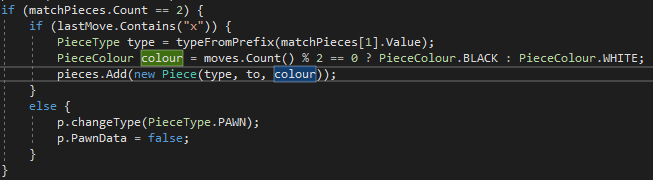 if (matchPieces.Count == 2) {
if (lastMove.Contains("x")) {
PieceType type = typeFromPrefix(matchPieces[1].Value);
PieceColour colour = moves.Count() % 2 == 0 ? PieceColour.BLACK : PieceColour.WHITE;
pieces.Add(new Piece(type, to, colour));
}
else {
p.changeType(PieceType.PAWN);
p.PawnData = false;
}
}